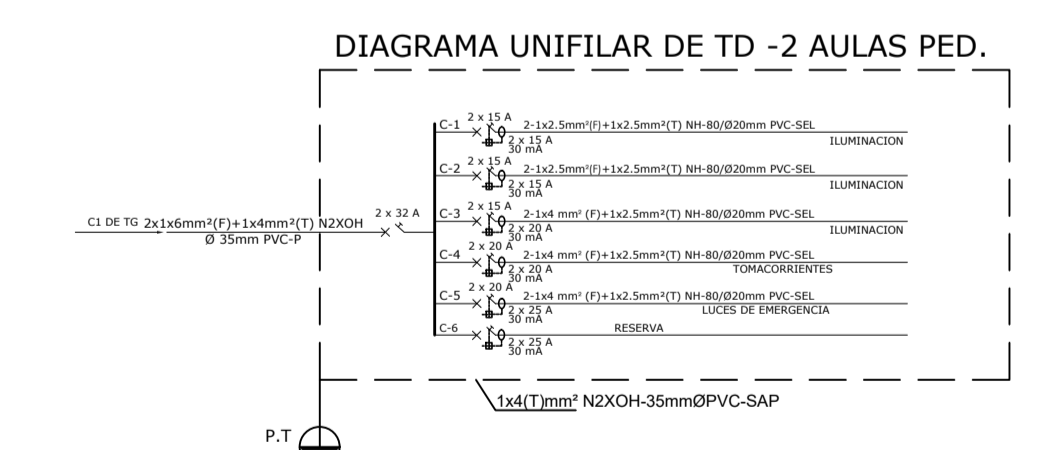 DIAGRAMA UNIFILAR DE TD -2 AULAS PED.
C1 DE TG 2x1x6mm²(F)+1x4mm²(T) N2XOH
Ø 35mm PVC-P
2 x 32 A
C-1
2 x 15 A
2-1x2.5mm²(F)+1x2.5mm²(T) NH-80/Ø20mm PVC-SEL
2 x 15 A
30 mA
ILUMINACION
C-2
2 x 15 A
2-1x2.5mm²(F)+1x2.5mm²(T) NH-80/Ø20mm PVC-SEL
2 x 15 A
30 mA
ILUMINACION
C-3
2 x 15 A
2-1x4 mm² (F)+1x2.5mm²(T) NH-80/Ø20mm PVC-SEL
2 x 20 A
30 mA
ILUMINACION
C-4
2 x 20 A
2-1x4 mm² (F)+1x2.5mm²(T) NH-80/Ø20mm PVC-SEL
2 x 20 A
30 mA
TOMACORRIENTES
C-5
2 x 20 A
2-1x4 mm² (F)+1x2.5mm²(T) NH-80/Ø20mm PVC-SEL
2 x 25 A
30 mA
LUCES DE EMERGENCIA
C-6
RESERVA
2 x 25 A
30 mA
1x4(T)mm² N2XOH-35mmØPVC-SAP
P.T